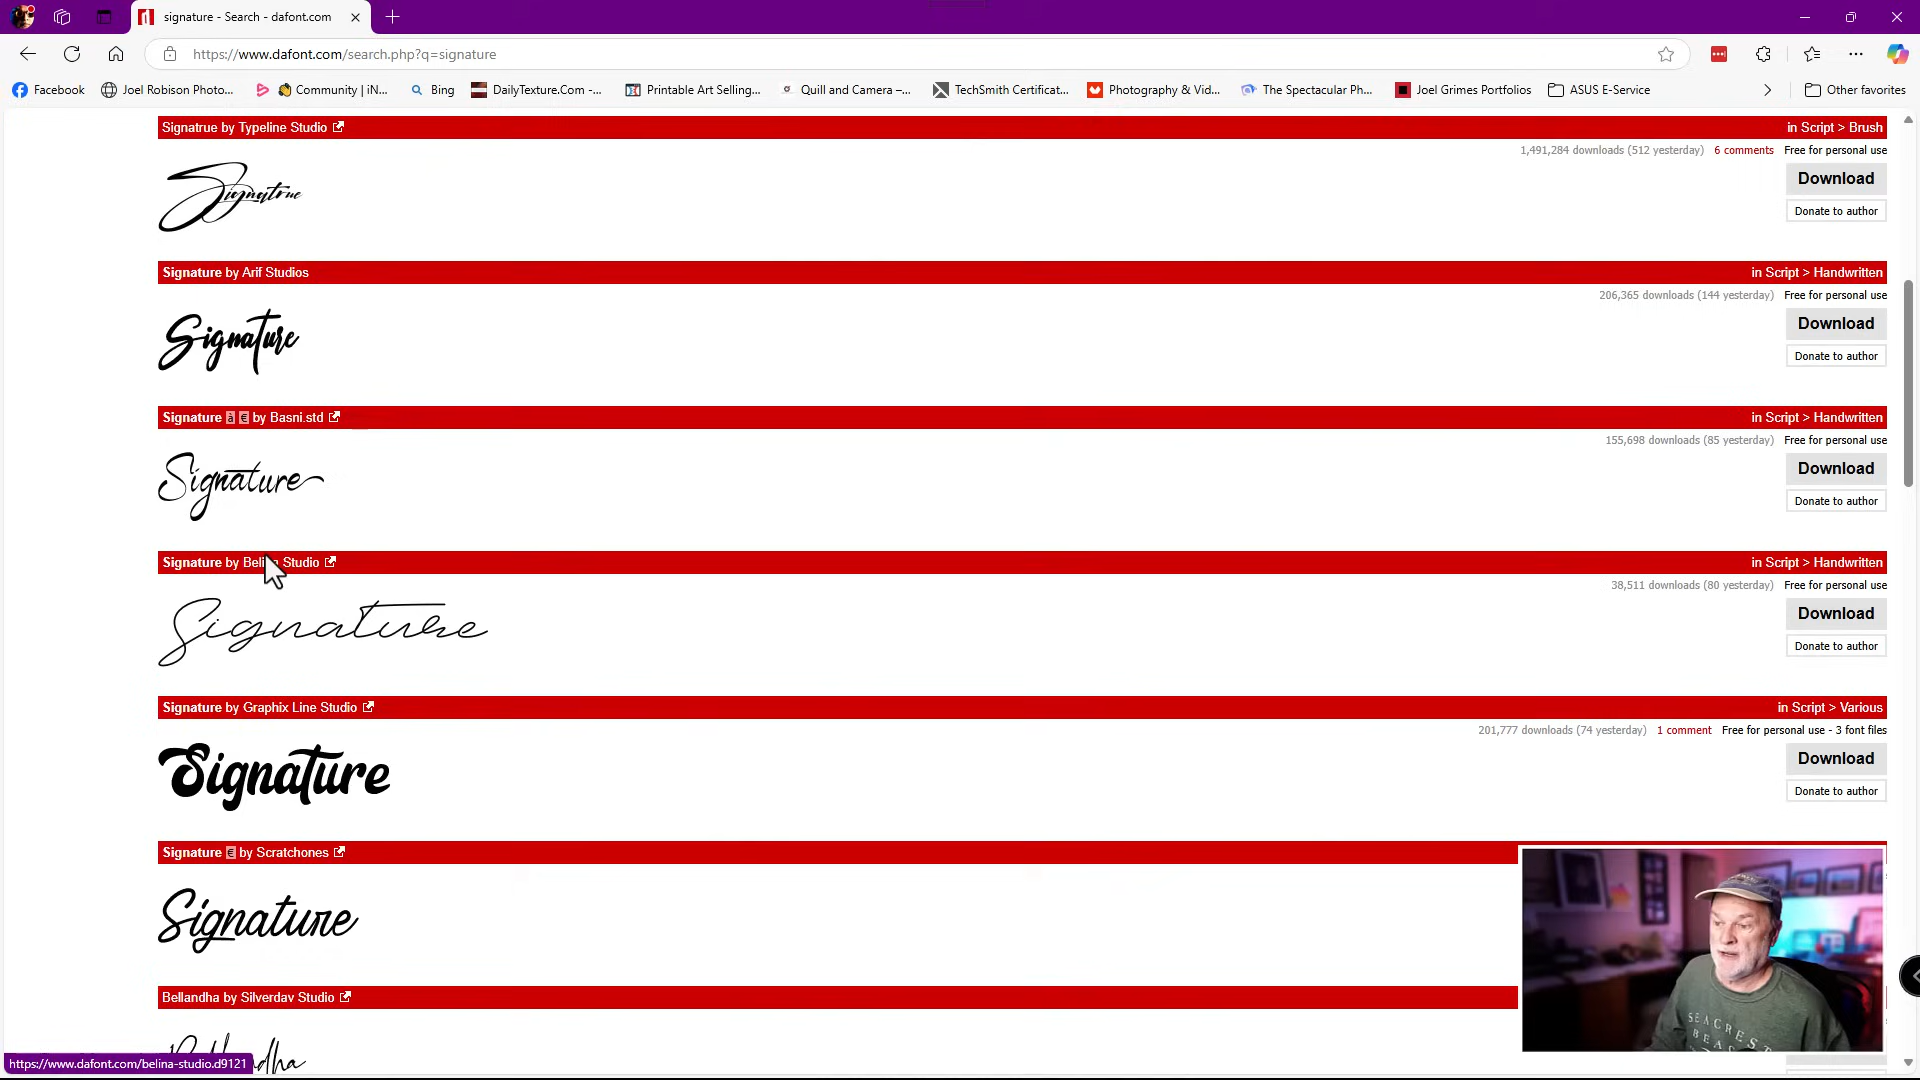 signature - Search - dafont.com
https://www.dafont.com/search.php?q=signature
Facebook
Joel Robison Photo...
Community | iN...
Bing
DailyTexture.Com -...
Printable Art Selling...
Quill and Camera –...
TechSmith Certificat...
Photography & Vid...
The Spectacular Ph...
Joel Grimes Portfolios
ASUS E-Service
Other favorites
Signatrue by Typeline Studio
in Script > Brush
1,491,284 downloads (512 yesterday) 6 comments Free for personal use
Signatrue
Download
Donate to author
Signature by Arif Studios
in Script > Handwritten
206,365 downloads (144 yesterday) Free for personal use
Signature
Download
Donate to author
Signature à € by Basni.std
in Script > Handwritten
155,698 downloads (85 yesterday) Free for personal use
Signature
Download
Donate to author
Signature by Belina Studio
in Script > Handwritten
38,511 downloads (80 yesterday) Free for personal use
Signature
Download
Donate to author
Signature by Graphix Line Studio
in Script > Various
201,777 downloads (74 yesterday) 1 comment Free for personal use - 3 font files
Signature
Download
Donate to author
Signature € by Scratchones
Signature
Bellandha by Silverdav Studio
SEACREST
https://www.dafont.com/belina-studio.d9121